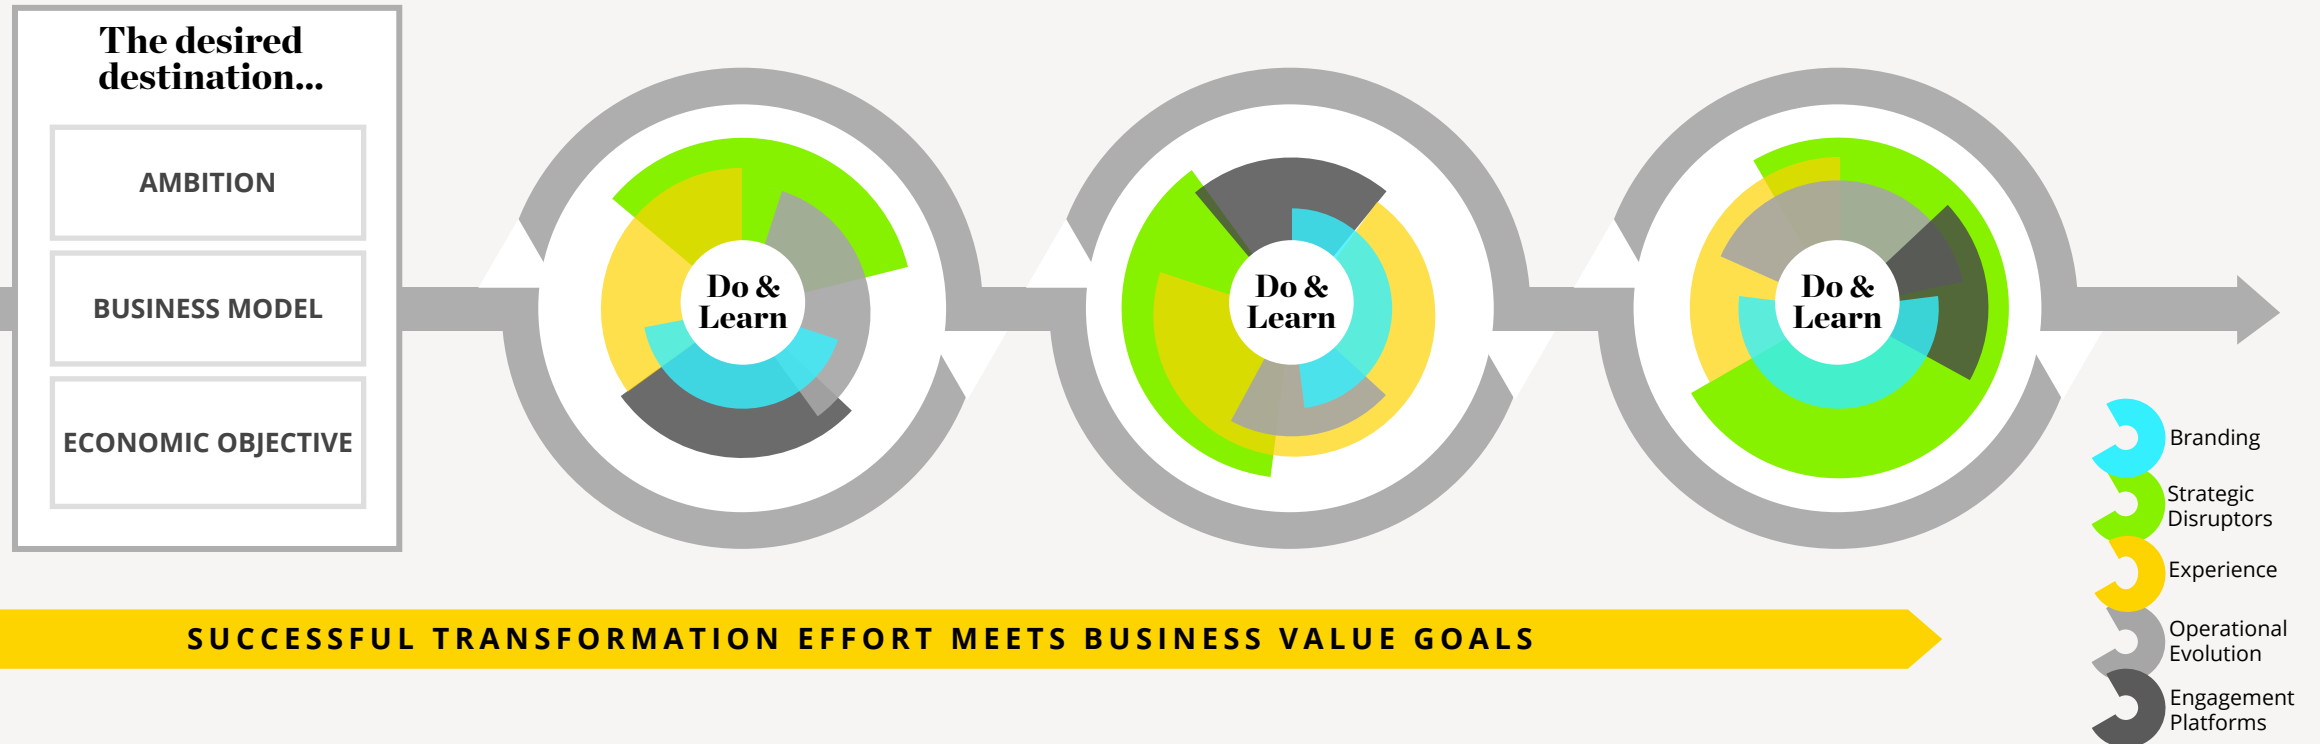 The desired
destination...
AMBITION
BUSINESS MODEL
ECONOMIC OBJECTIVE
Do &
Learn
Do &
Learn
Do &
Learn
Branding
Strategic
Disruptors
Experience
Operational
Evolution
Engagement
Platforms
SUCCESSFUL TRANSFORMATION EFFORT MEETS BUSINESS VALUE GOALS